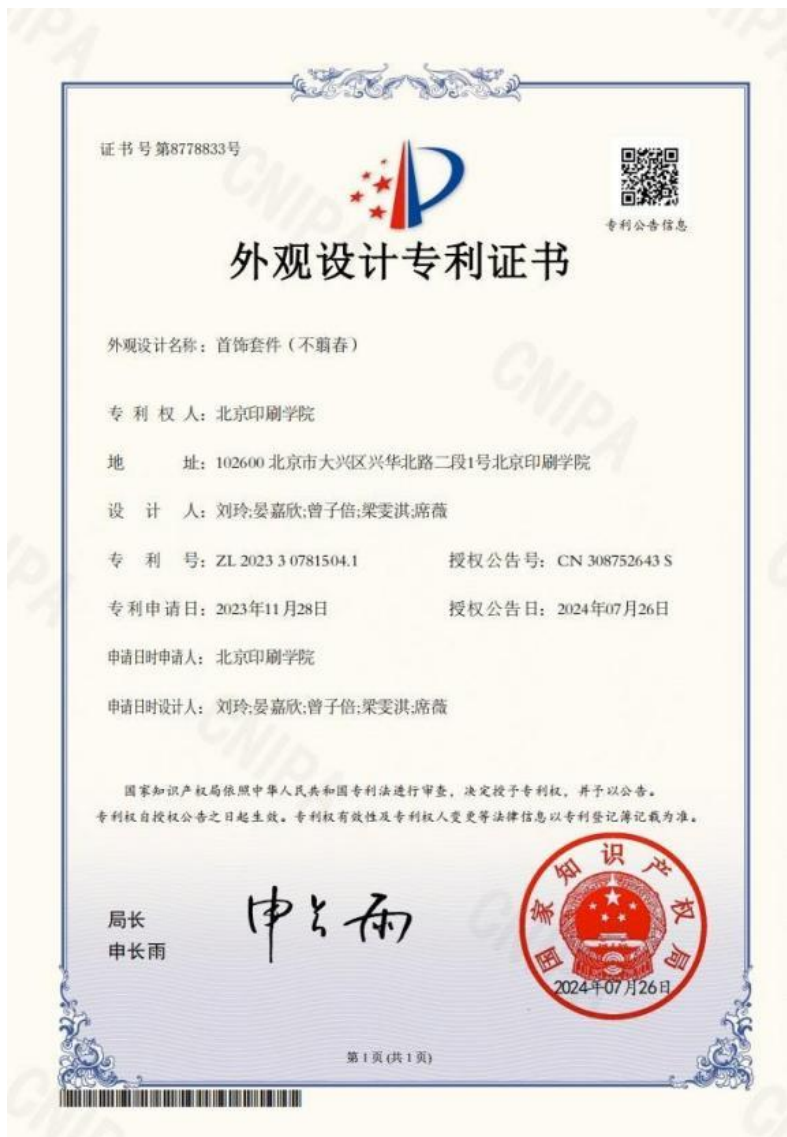 证书号第8778833号
专利公告信息
外观设计专利证书
外观设计名称：首饰套件（不翦春）
专利权人：北京印刷学院
地址：102600 北京市大兴区兴华北路二段1号北京印刷学院
设计人：刘玲;晏嘉欣;曾子倍;梁雯淇;席薇
专利号：ZL 2023 3 0781504.1 授权公告号：CN 308752643 S
专利申请日：2023年11月28日 授权公告日：2024年07月26日
申请日时申请人：北京印刷学院
申请日时设计人：刘玲;晏嘉欣;曾子倍;梁雯淇;席薇
国家知识产权局依照中华人民共和国专利法进行审查，决定授予专利权，并予以公告。
专利权自授权公告之日起生效。专利权有效性及专利权人变更等法律信息以专利登记簿记载为准。
局长
申长雨
申长雨
国家知识产权局
2024年07月26日
第1页(共1页)
CNIPA